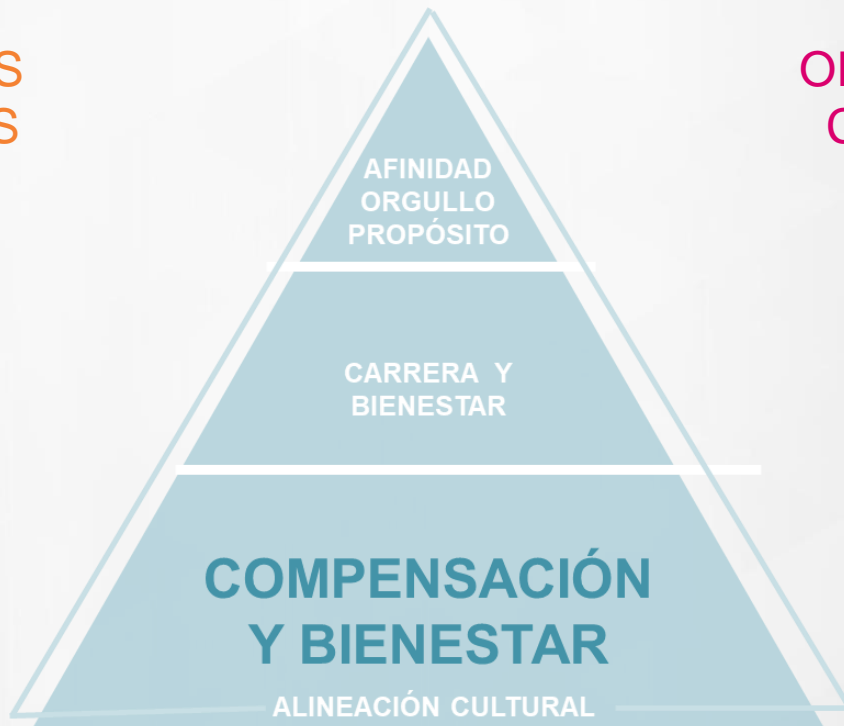 AFINIDAD
ORGULLO
PROPÓSITO
CARRERA Y
BIENESTAR
COMPENSACIÓN
Y BIENESTAR
ALINEACIÓN CULTURAL